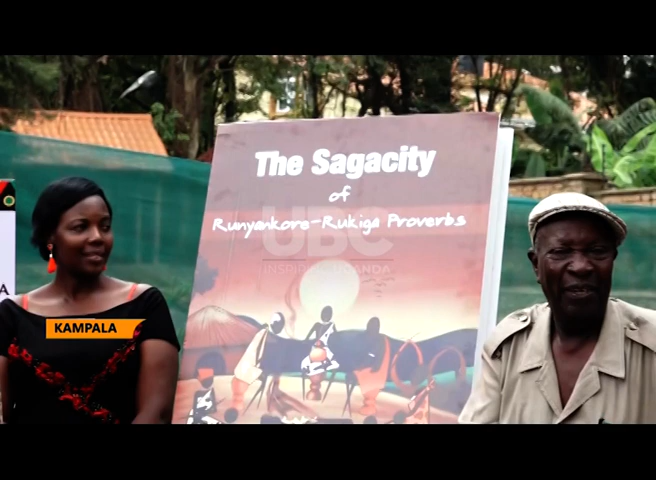 The Sagacity
of
Runyankore-Rukiga Proverbs
UBC
INSPIRING UGANDA
A
KAMPALA